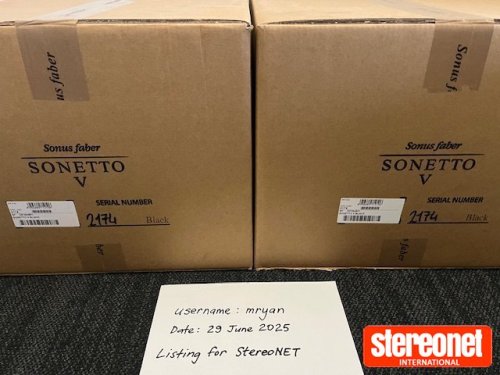 us faber
Sonus f
Sonus faber
SONETTO
V
SERIAL NUMBER
2174 Black
faber
Sonus faber
SONETTO
V
SERIAL NUMBER
2174 Black
username: mryan
Date: 29 June 2025
Listing for StereoNET
stereonet
INTERNATIONAL